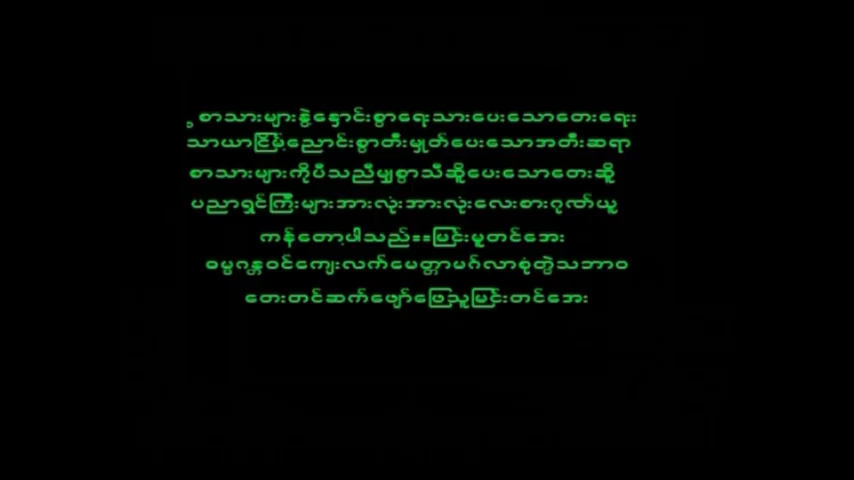 စာသားများနွဲ့နှောင်းစွာရေးသားပေးသောတေးရေး
သာယာငြိမ့်ညောင်းစွာတီးမှုတ်ပေးသောအတီးဆရာ
စာသားများကိုပီသညီမျှစွာသီဆိုပေးသောတေးဆို
ပညာရှင်ကြီးများအားလုံးအားလုံးလေးစားဂုဏ်ယူ
ကန်တော့ပါသည်==မြင်းမူတင်အေး
ဓမ္မဂန္တဝင်ကျေးလက်မေတ္တာမဂ်လာစုံတွဲသဘာဝ
တေးတင်ဆက်ဖျော်ဖြေသူမြင်းတင်အေး